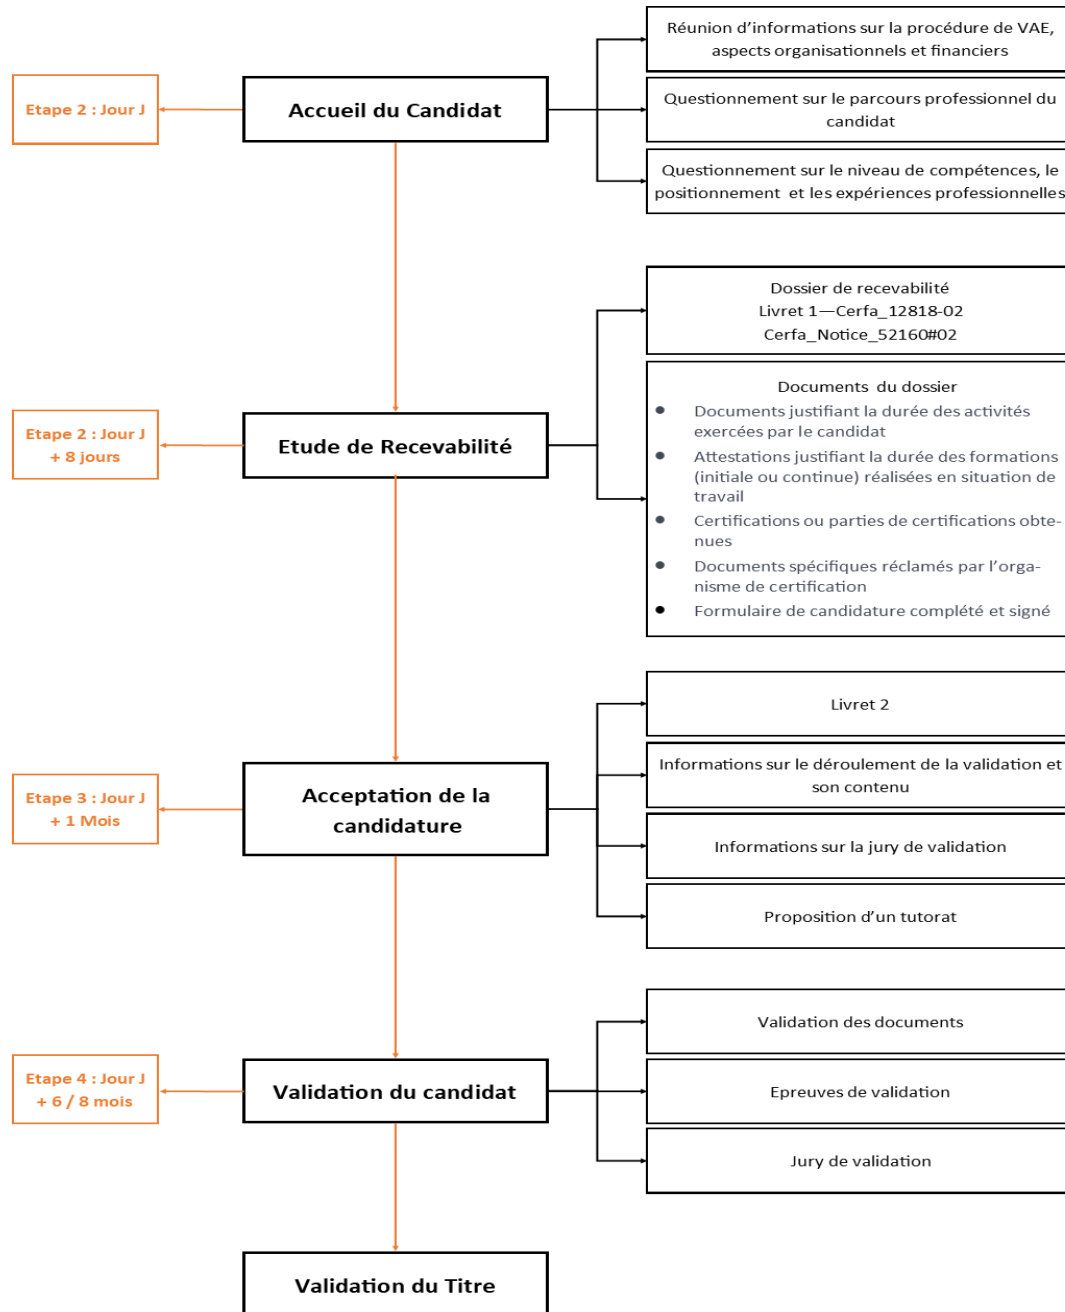 Réunion d'informations sur la procédure de VAE,
aspects organisationnels et financiers
Etape 2 : Jour J
Accueil du Candidat
Questionnement sur le parcours professionnel du
candidat
Questionnement sur le niveau de compétences, le
positionnement et les expériences professionnelles
Dossier de recevabilité
Livret 1—Cerfa_12818-02
Cerfa_Notice_52160#02
Etape 2 : Jour J
+ 8 jours
Etude de Recevabilité
Documents du dossier
• Documents justifiant la durée des activités
exercées par le candidat
• Attestations justifiant la durée des formations
(initiale ou continue) réalisées en situation de
travail
• Certifications ou parties de certifications obte-
nues
• Documents spécifiques réclamés par l'orga-
nisme de certification
• Formulaire de candidature complété et signé
Etape 3 : Jour J
+ 1 Mois
Acceptation de la
candidature
Livret 2
Informations sur le déroulement de la validation et
son contenu
Informations sur la jury de validation
Proposition d'un tutorat
Etape 4 : Jour J
+ 6 / 8 mois
Validation du candidat
Validation des documents
Epreuves de validation
Jury de validation
Validation du Titre